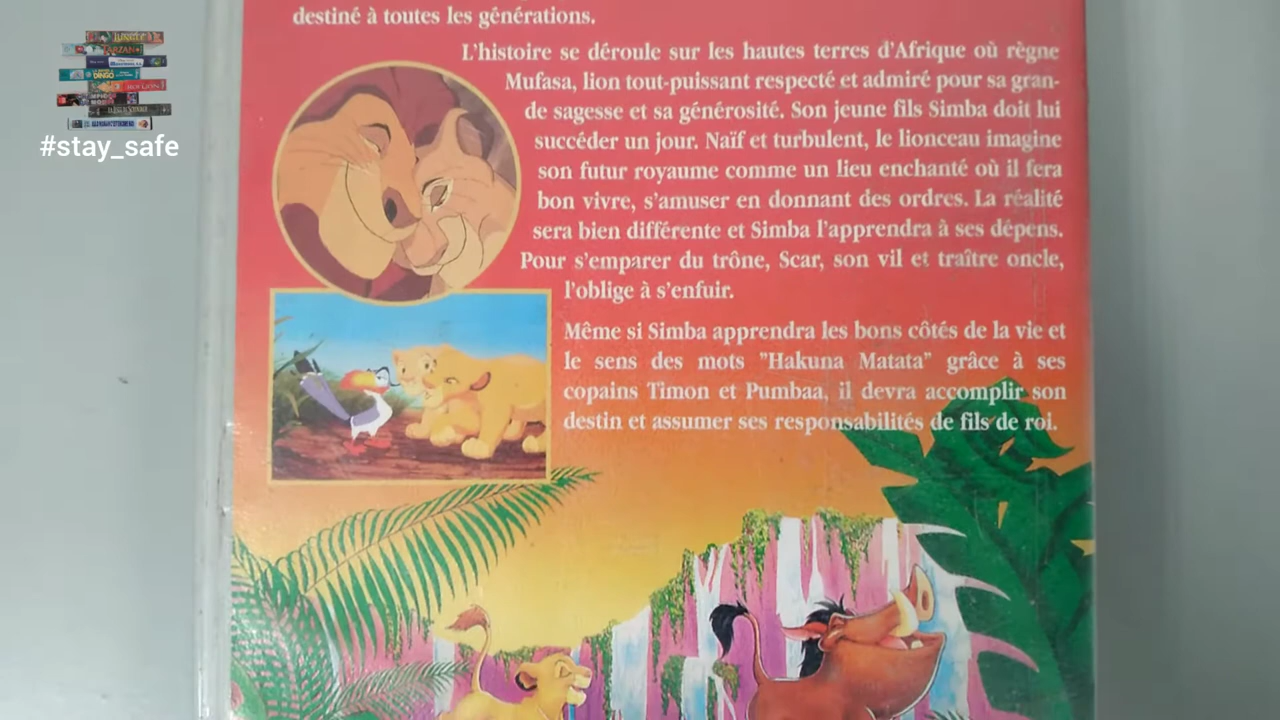 destiné à toutes les générations.
L'histoire se déroule sur les hautes terres d'Afrique où règne
Mufasa, lion tout-puissant respecté et admiré pour sa gran-
de sagesse et sa générosité. Son jeune fils Simba doit lui
succéder un jour. Naïf et turbulent, le lionceau imagine
son futur royaume comme un lieu enchanté où il fera
bon vivre, s'amuser en donnant des ordres. La réalité
sera bien différente et Simba l'apprendra à ses dépens.
Pour s'emparer du trône, Scar, son vil et traître oncle,
l'oblige à s'enfuir.
Même si Simba apprendra les bons côtés de la vie et
le sens des mots "Hakuna Matata" grâce à ses
copains Timon et Pumbaa, il devra accomplir son
destin et assumer ses responsabilités de fils de roi.
TARZAN
DINGO
#stay_safe